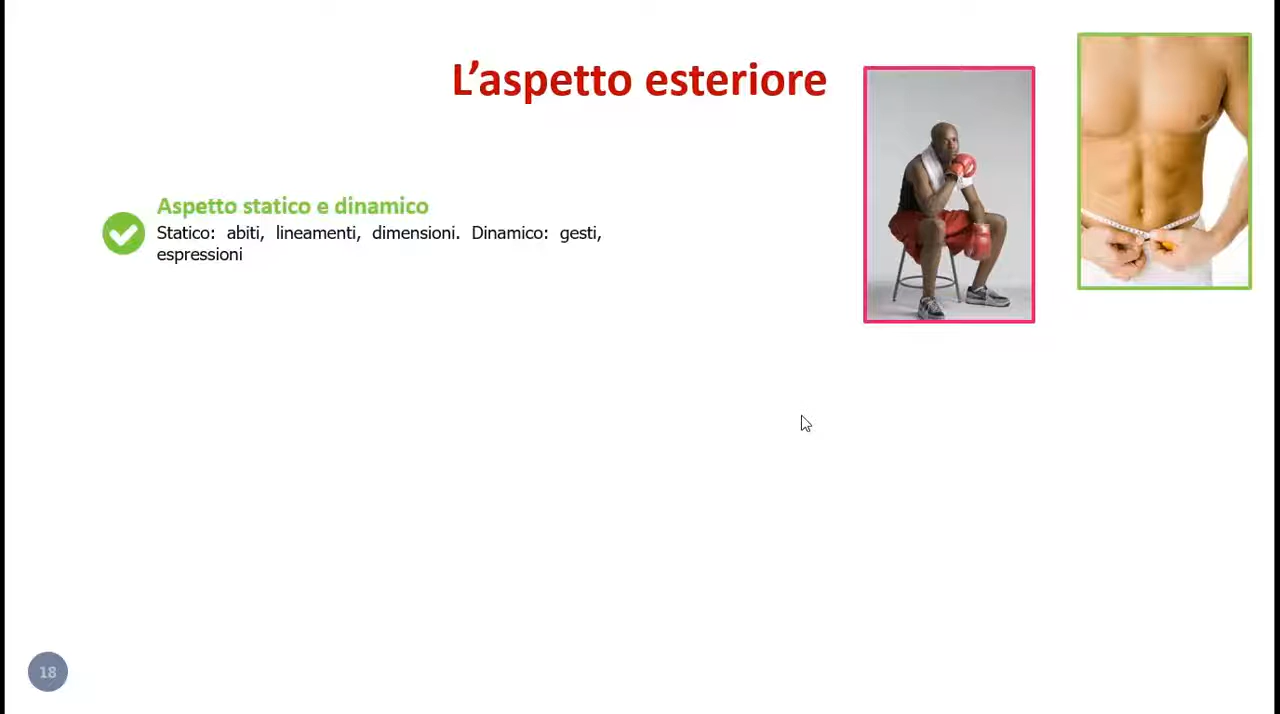 L’aspetto esteriore
Aspetto statico e dinamico
Statico: abiti, lineamenti, dimensioni. Dinamico: gesti,
espressioni
18